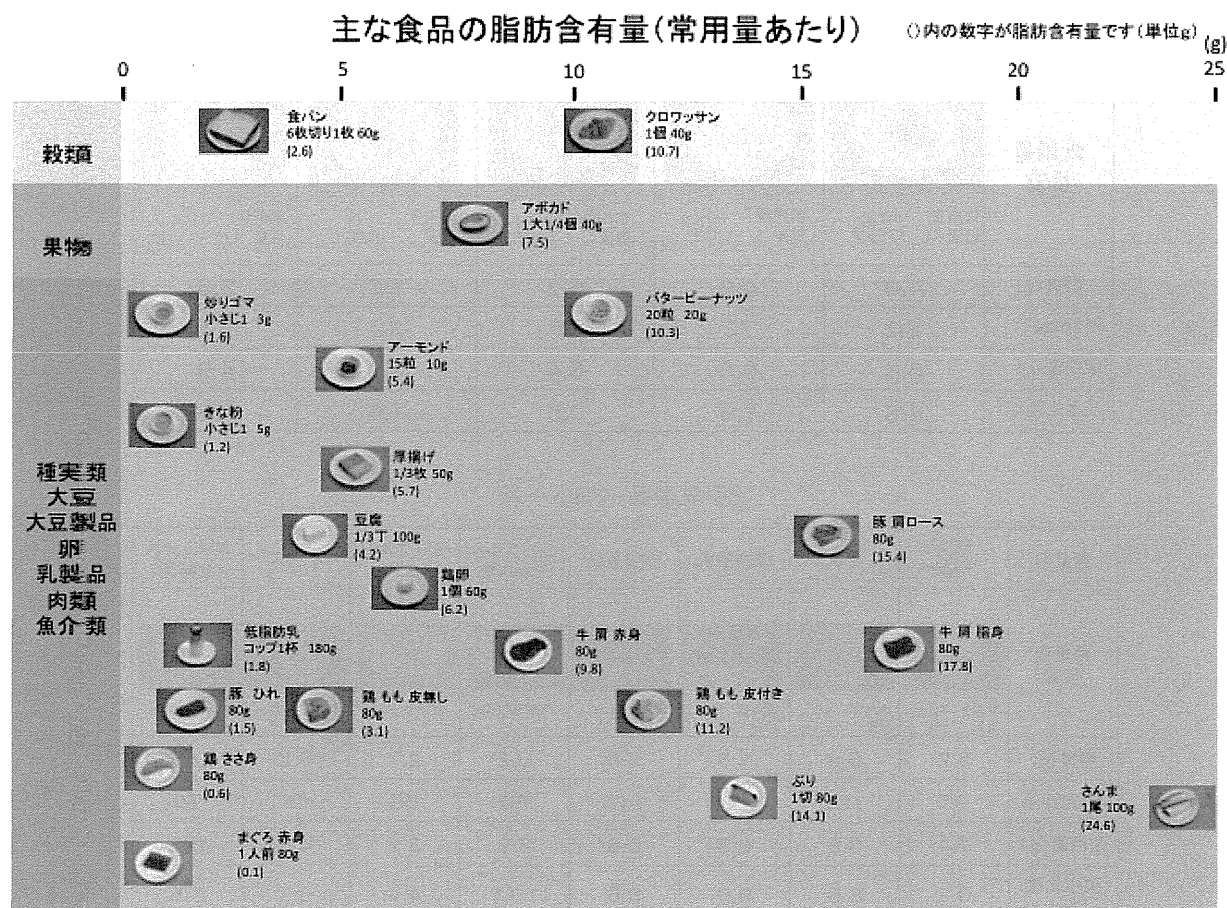 主な食品の脂肪含有量(常用量あたり)
()内の数字が脂肪含有量です(単位g)
(g)
0 5 10 15 20 25
穀類
食パン
6枚切り1枚 60g
(2.6)
クロワッサン
1個 40g
(10.7)
果物
アボカド
1大1/4個 40g
(7.5)
炒りゴマ
小さじ1 3g
(1.6)
バターピーナッツ
20粒 20g
(10.3)
アーモンド
15粒 10g
(5.4)
きな粉
小さじ1 5g
(1.2)
厚揚げ
1/3枚 50g
(5.7)
種実類
大豆
大豆製品
卵
乳製品
肉類
魚介類
豆腐
1/3丁 100g
(4.2)
豚 肩ロース
80g
(15.4)
鶏卵
1個 60g
(6.2)
低脂肪乳
コップ1杯 180g
(1.8)
牛 肩 赤身
80g
(9.8)
牛 肩 脂身
80g
(17.8)
豚 ひれ
80g
(1.5)
鶏 もも 皮無し
80g
(3.1)
鶏 もも 皮付き
80g
(11.2)
鶏 ささ身
80g
(0.6)
ぶり
1切 80g
(14.1)
さんま
1尾 100g
(24.6)
まぐろ 赤身
1人前 80g
(0.1)